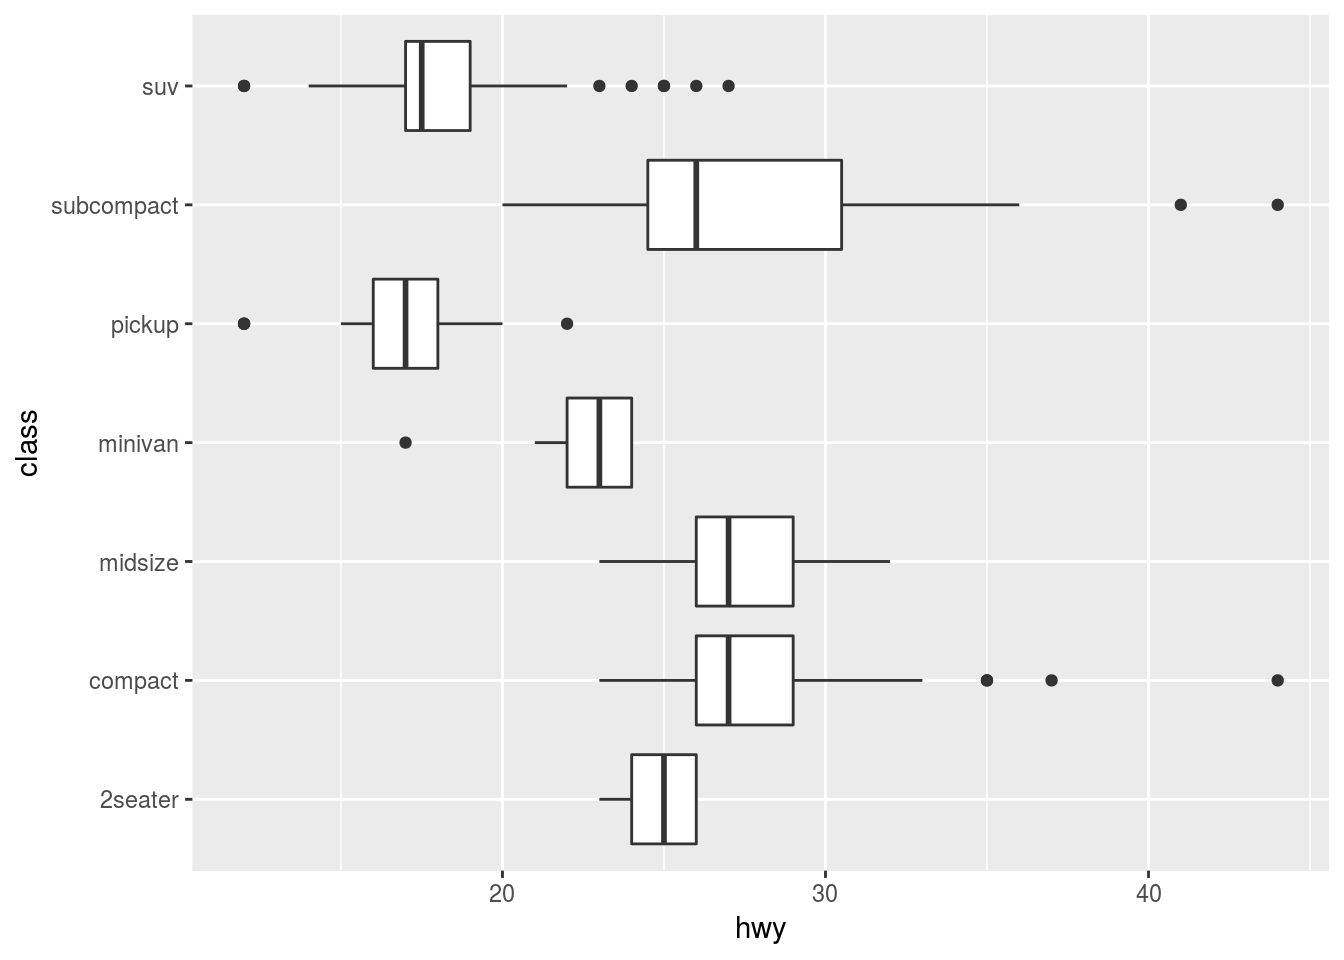 suv
subcompact
pickup
minivan
midsize
compact
2seater
class
20 30 40
hwy